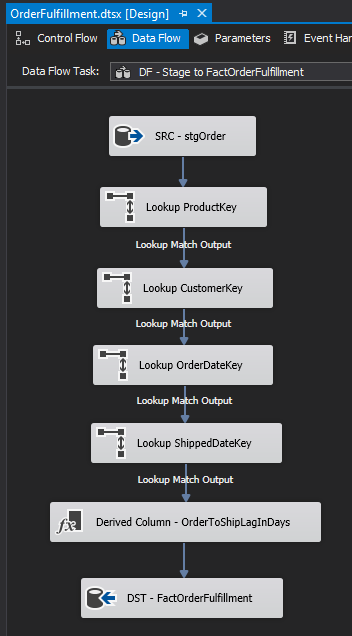 OrderFulfillment.dtsx [Design]
Control Flow Data Flow Parameters Event Han
Data Flow Task: DF - Stage to FactOrderFulfillment
SRC - stgOrder
Lookup ProductKey
Lookup Match Output
Lookup CustomerKey
Lookup Match Output
Lookup OrderDateKey
Lookup Match Output
Lookup ShippedDateKey
Lookup Match Output
fx Derived Column - OrderToShipLagInDays
DST - FactOrderFulfillment